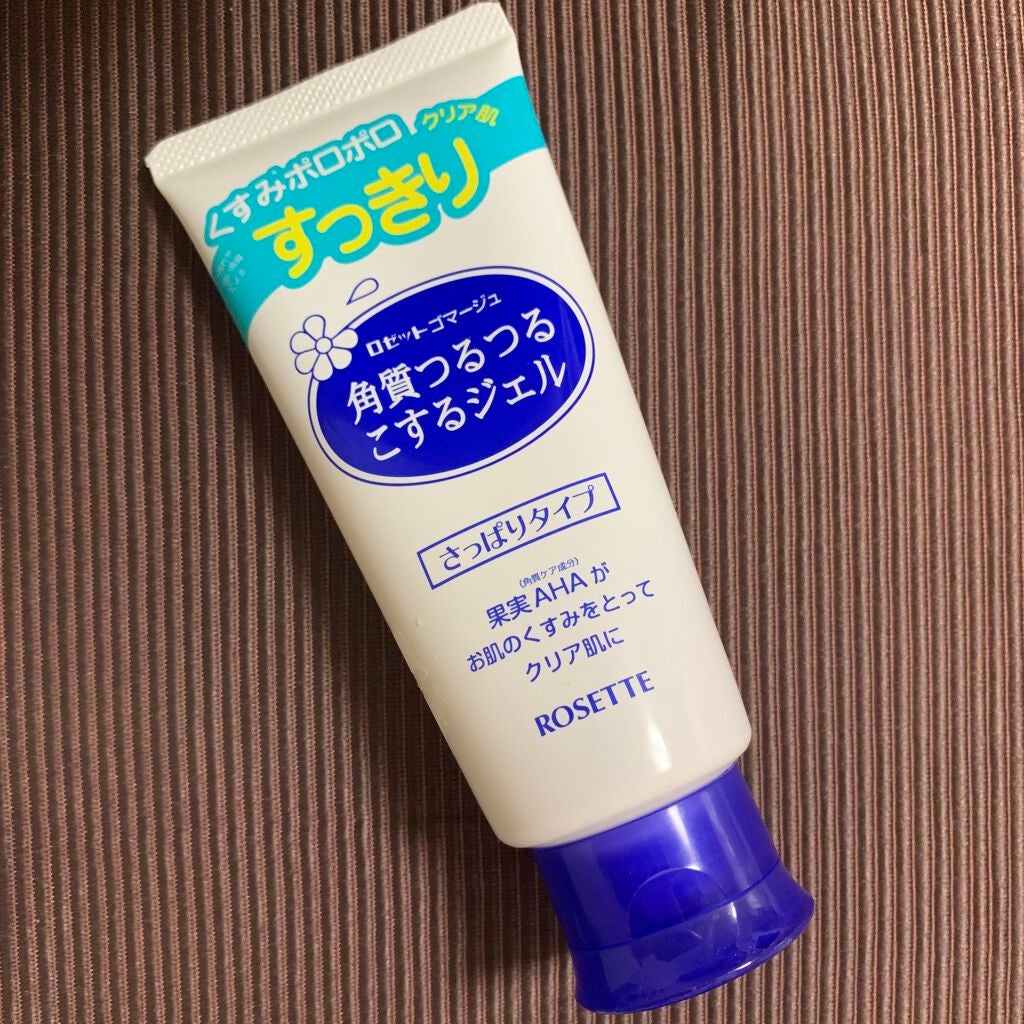 くすみポロポロ クリア肌
すっきり
ロゼットゴマージュ
角質つるつる
こするジェル
さっぱりタイプ
(角質ケア成分)
果実AHAが
お肌のくすみをとって
クリア肌に
ROSETTE